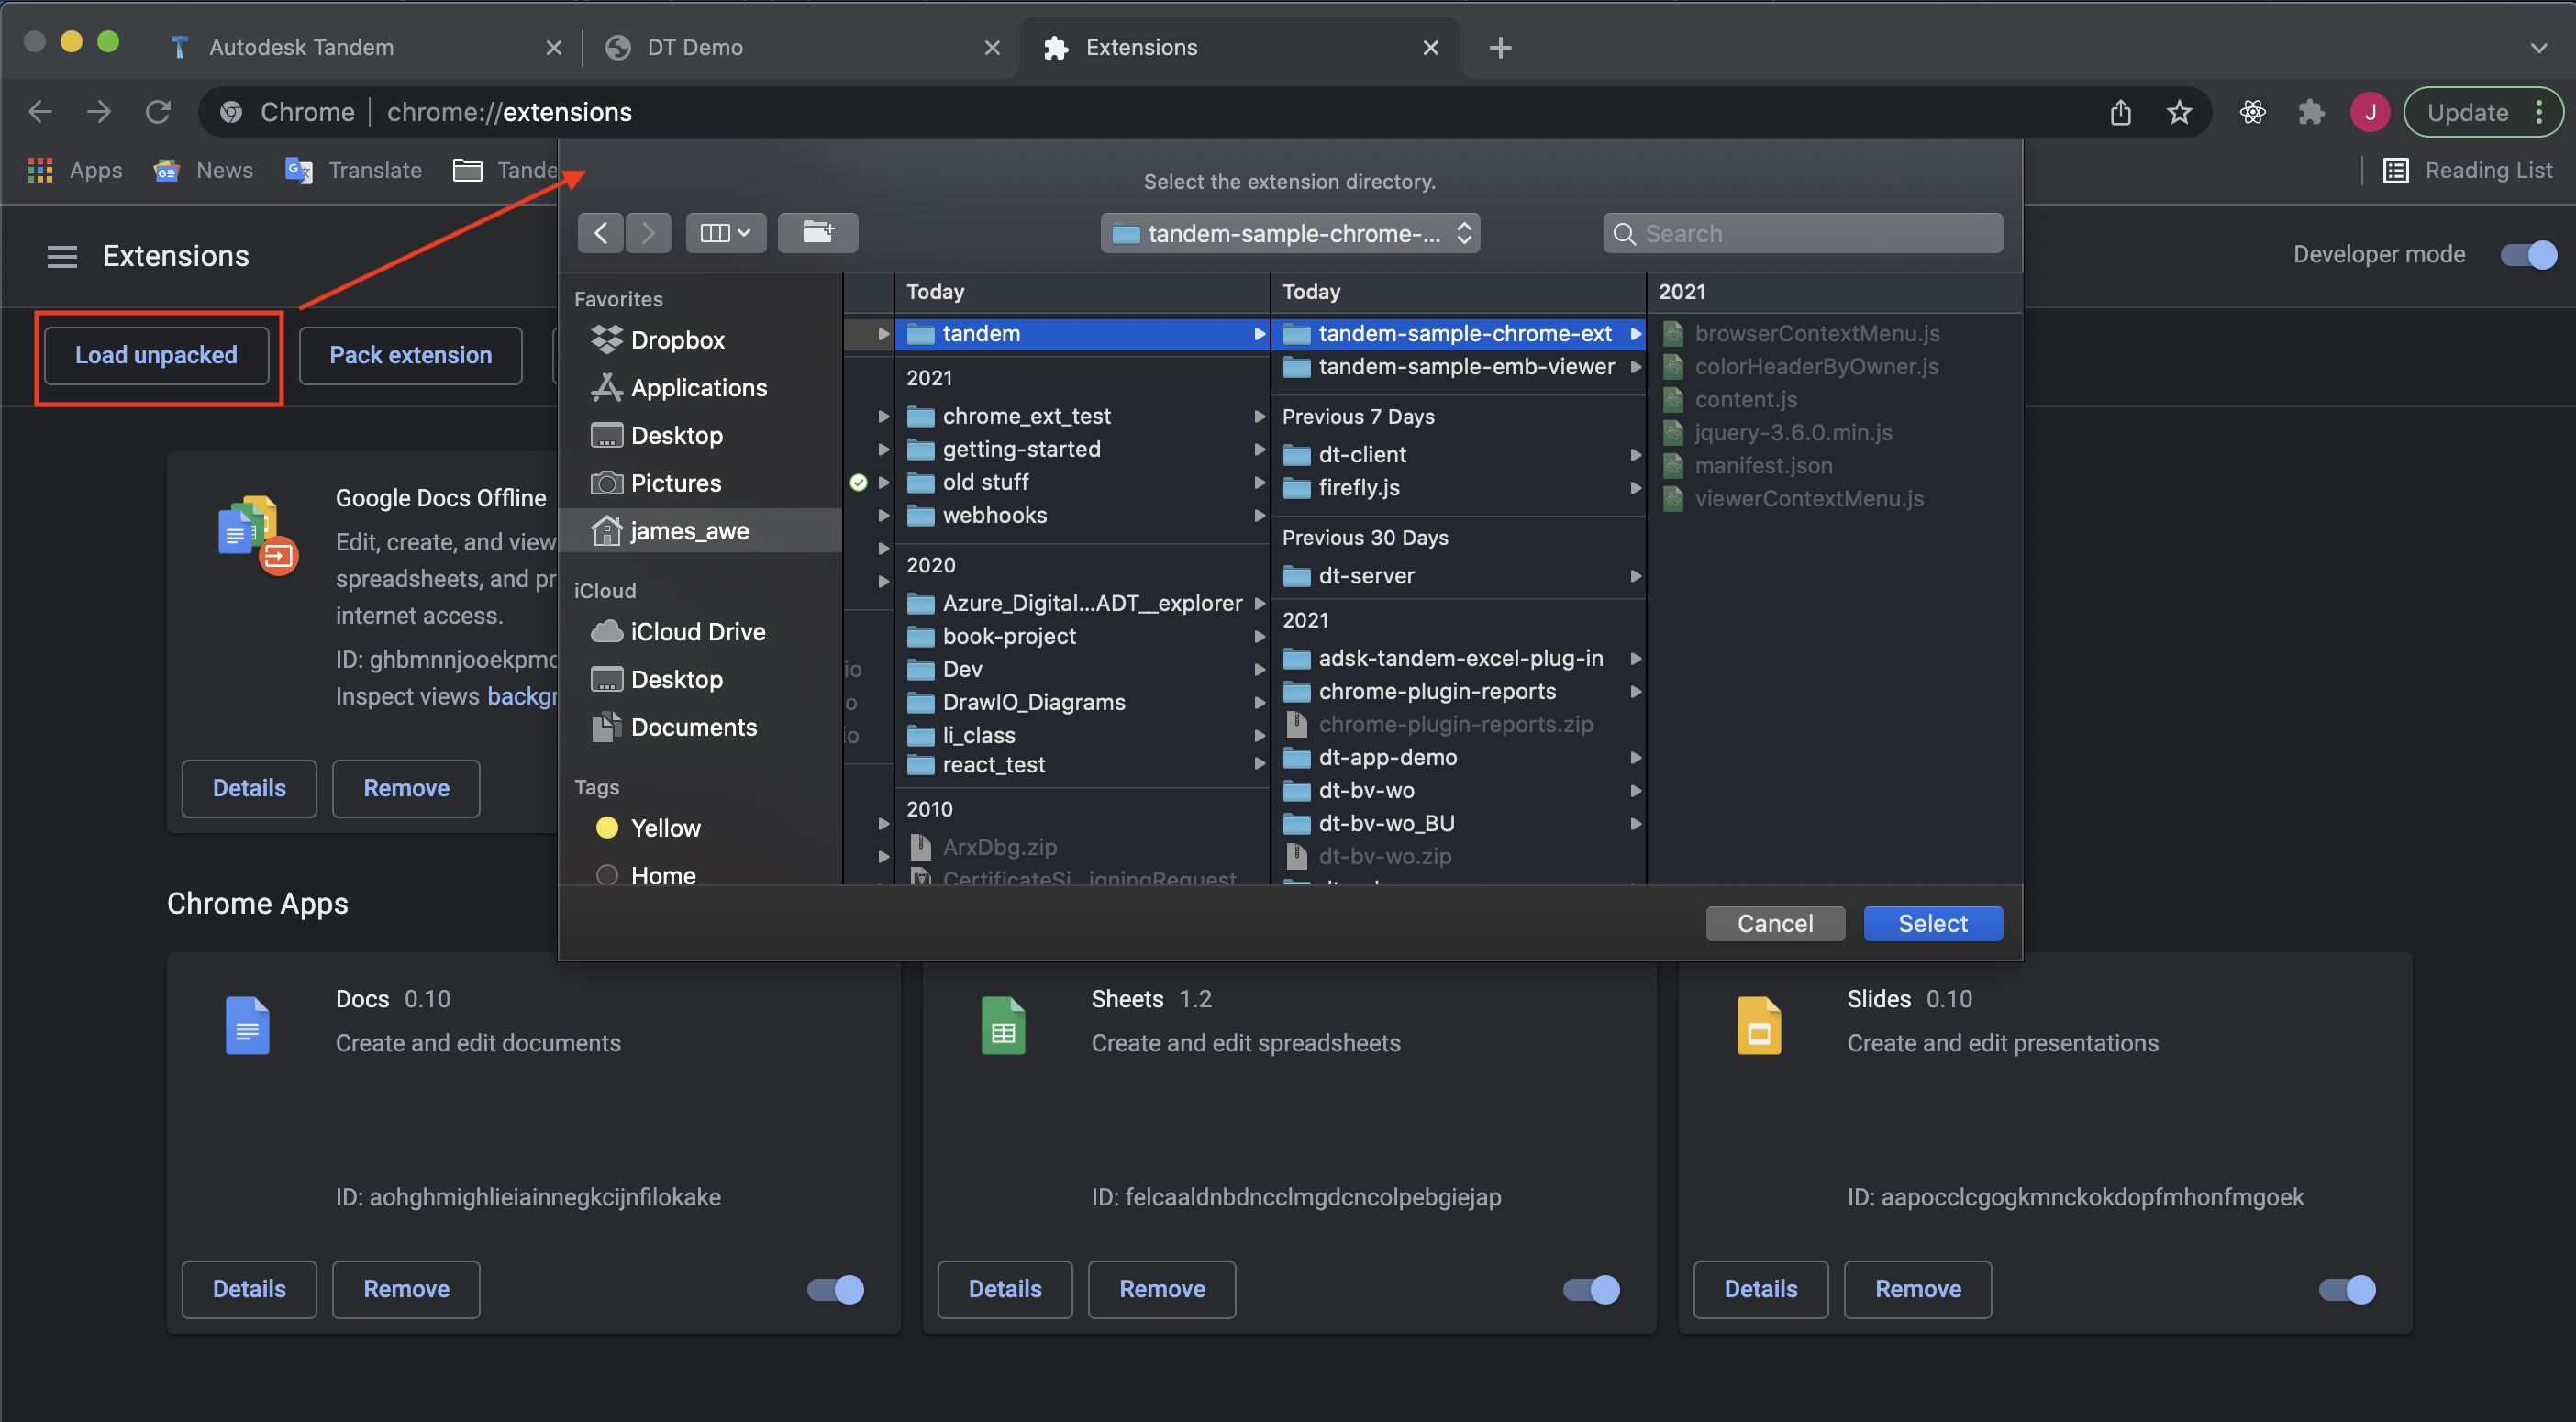 Autodesk Tandem
DT Demo
Extensions
Chrome
chrome://extensions
J
Update
Apps
News
Translate
Tande
Reading List
Select the extension directory.
tandem-sample-chrome-...
Search
Extensions
Developer mode
Load unpacked
Pack extension
Favorites
Dropbox
Applications
Desktop
Pictures
james_awe
iCloud
iCloud Drive
Desktop
Documents
Tags
Yellow
Home
io
o
io
Today
tandem
2021
chrome_ext_test
getting-started
old stuff
webhooks
2020
Azure_Digital...ADT__explorer
book-project
Dev
DrawIO_Diagrams
li_class
react_test
2010
ArxDbg.zip
CertificateSi...igningRequest
Today
tandem-sample-chrome-ext
tandem-sample-emb-viewer
Previous 7 Days
dt-client
firefly.js
Previous 30 Days
dt-server
2021
adsk-tandem-excel-plug-in
chrome-plugin-reports
chrome-plugin-reports.zip
dt-app-demo
dt-bv-wo
dt-bv-wo_BU
dt-bv-wo.zip
2021
browserContextMenu.js
colorHeaderByOwner.js
content.js
jquery-3.6.0.min.js
manifest.json
viewerContextMenu.js
Cancel
Select
Google Docs Offline
Edit, create, and view
spreadsheets, and pr
internet access.
ID: ghbmnnjooekpmo
Inspect views backgr
Details
Remove
Chrome Apps
Docs 0.10
Create and edit documents
ID: aohghmighlieiainnegkcijnfilokake
Details
Remove
Sheets 1.2
Create and edit spreadsheets
ID: felcaaldnbdncclmgdcncolpebgiejap
Details
Remove
Slides 0.10
Create and edit presentations
ID: aapocclcgogkmnckokdopfmhonfmgoek
Details
Remove